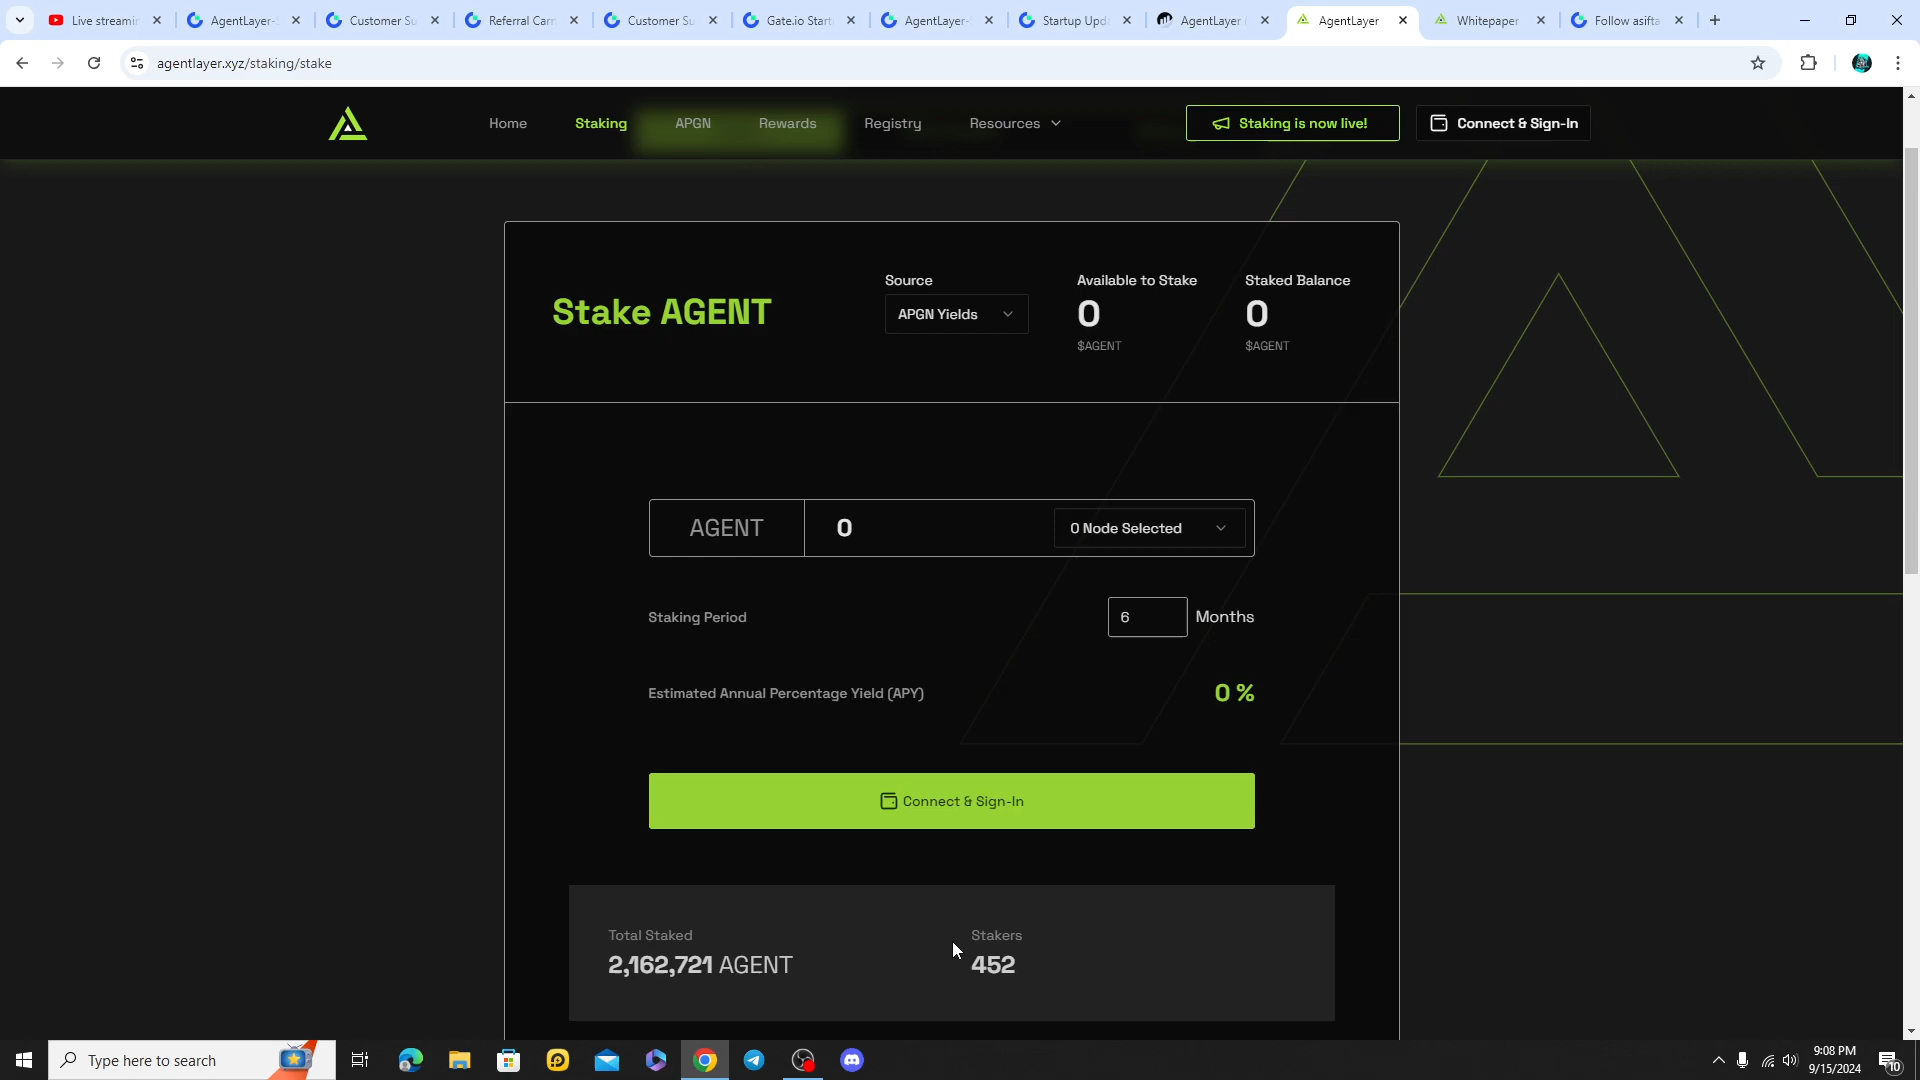 Live streamin
AgentLayer-
Customer Su
Referral Carn
Customer Su
Gate.io Start
AgentLayer-
Startup Upda
AgentLayer
AgentLayer
Whitepaper
Follow asifta
agentlayer.xyz/staking/stake
Home
Staking
APGN
Rewards
Registry
Resources
Staking is now live!
Connect & Sign-In
Stake AGENT
Source
APGN Yields
Available to Stake
0
$AGENT
Staked Balance
0
$AGENT
AGENT
0
0 Node Selected
Staking Period
6
Months
Estimated Annual Percentage Yield (APY)
0 %
Connect & Sign-In
Total Staked
2,162,721 AGENT
Stakers
452
Type here to search
9:08 PM
9/15/2024
10